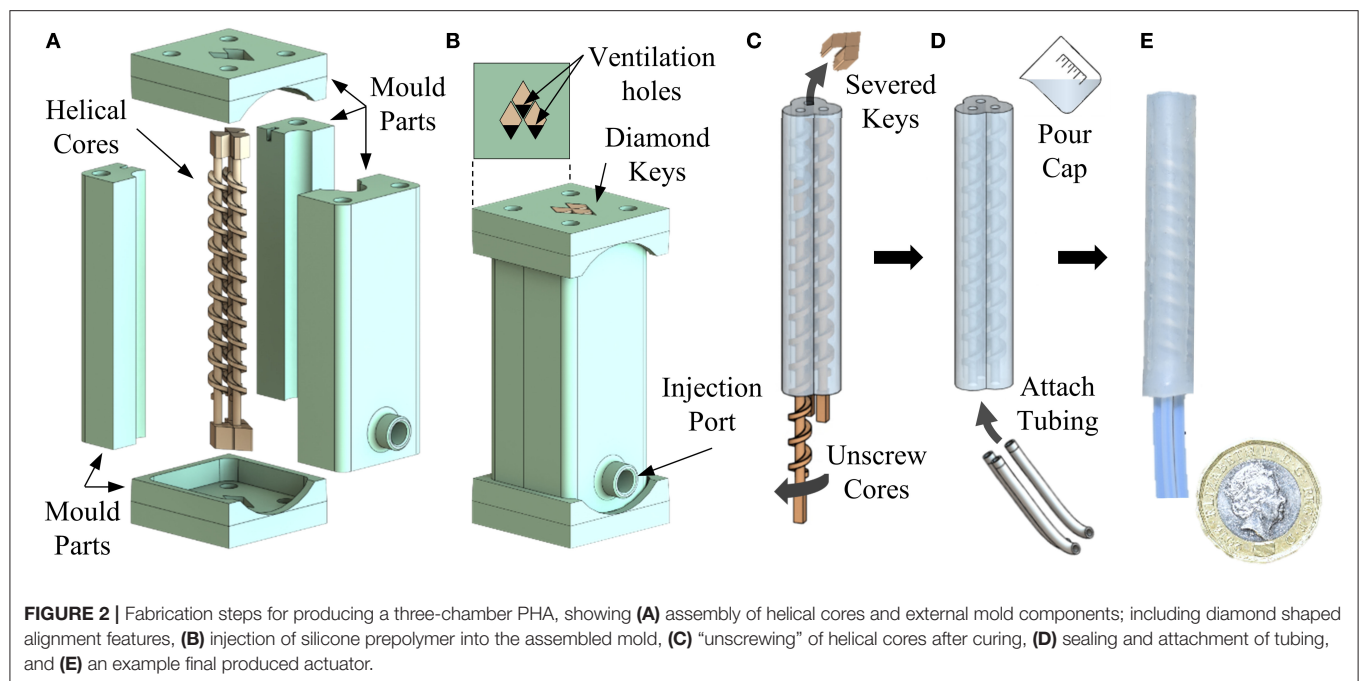 A
B
C
D
E
Mould
Parts
Helical
Cores
Mould
Parts
Ventilation
holes
Diamond
Keys
Injection
Port
Severed
Keys
Unscrew
Cores
Pour
Cap
Attach
Tubing
FIGURE 2 | Fabrication steps for producing a three-chamber PHA, showing (A) assembly of helical cores and external mold components; including diamond shaped
alignment features, (B) injection of silicone prepolymer into the assembled mold, (C) “unscrewing” of helical cores after curing, (D) sealing and attachment of tubing,
and (E) an example final produced actuator.